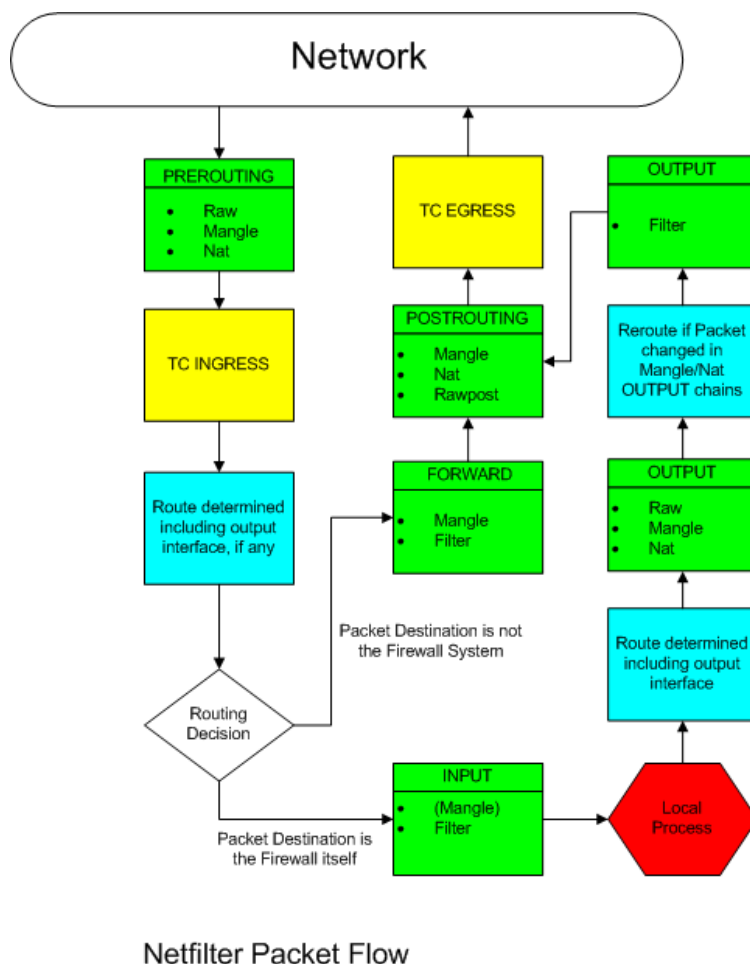 Network
PREROUTING
• Raw
• Mangle
• Nat
TC INGRESS
Route determined
including output
interface, if any
Routing
Decision
Packet Destination is not
the Firewall System
Packet Destination is
the Firewall itself
TC EGRESS
POSTROUTING
• Mangle
• Nat
• Rawpost
FORWARD
• Mangle
• Filter
INPUT
• (Mangle)
• Filter
OUTPUT
• Filter
Reroute if Packet
changed in
Mangle/Nat
OUTPUT chains
OUTPUT
• Raw
• Mangle
• Nat
Route determined
including output
interface
Local
Process
Netfilter Packet Flow